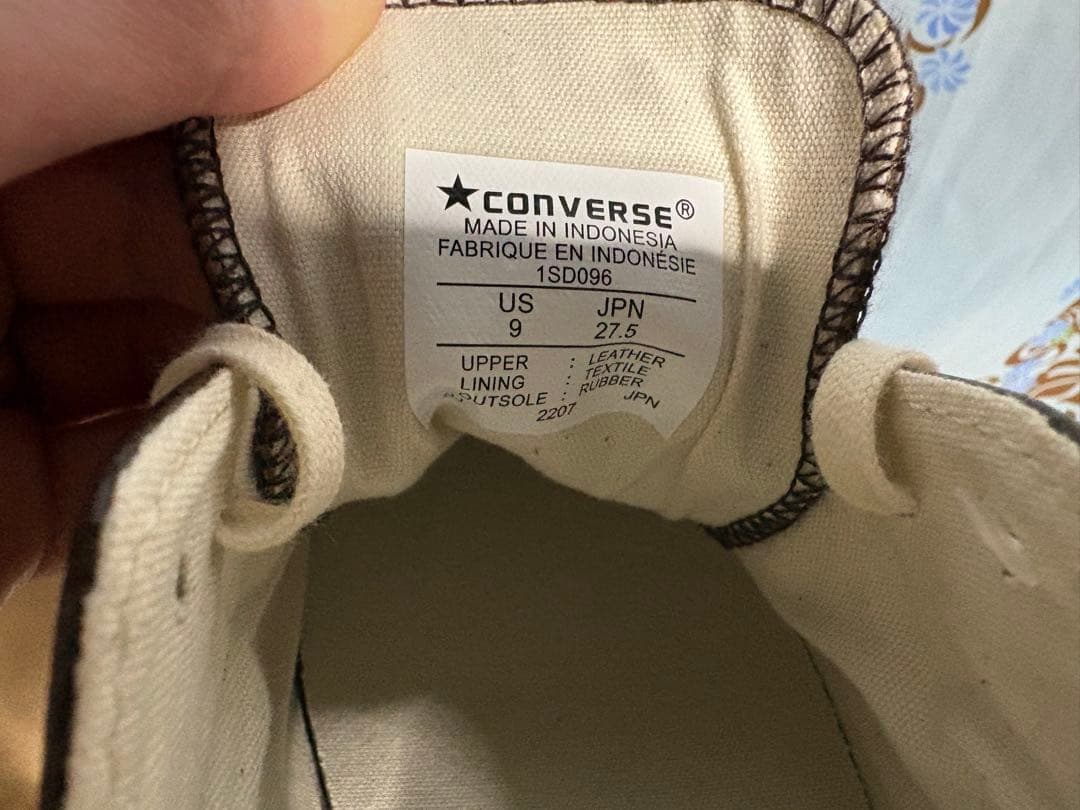 ★CONVERSE®
MADE IN INDONESIA
FABRIQUE EN INDONÉSIE
1SD096
US JPN
9 27.5
UPPER : LEATHER
LINING : TEXTILE
OUTSOLE : RUBBER
2207 JPN